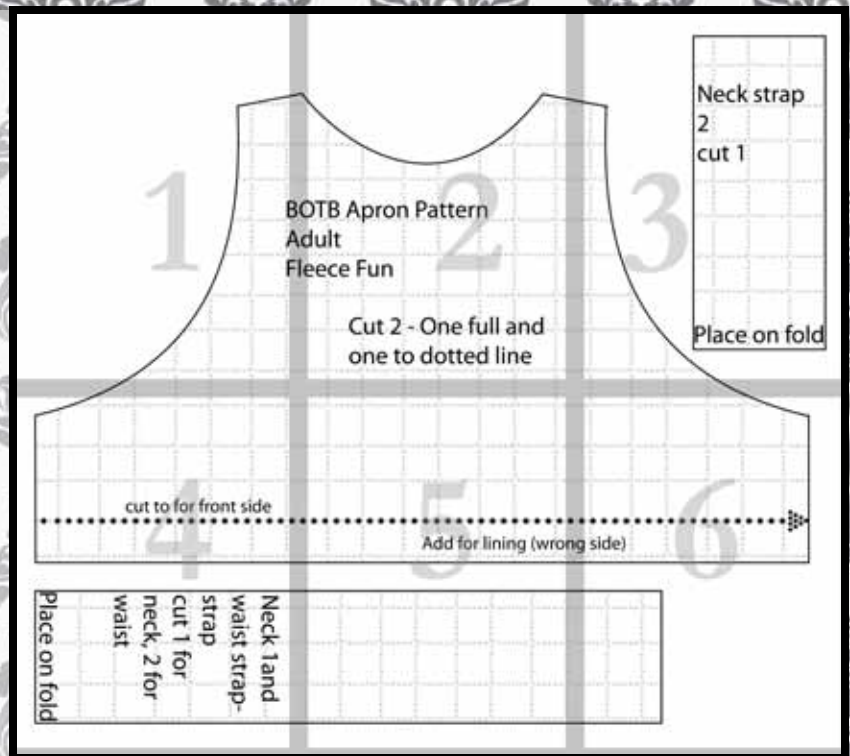 1
2
3
Neck strap
2
cut 1
Place on fold
BOTB Apron Pattern
Adult
Fleece Fun
Cut 2 - One full and
one to dotted line
4
5
6
cut to for front side
Add for lining (wrong side)
Neck 1and
waist strap-
strap
cut 1 for
neck, 2 for
waist
Place on fold